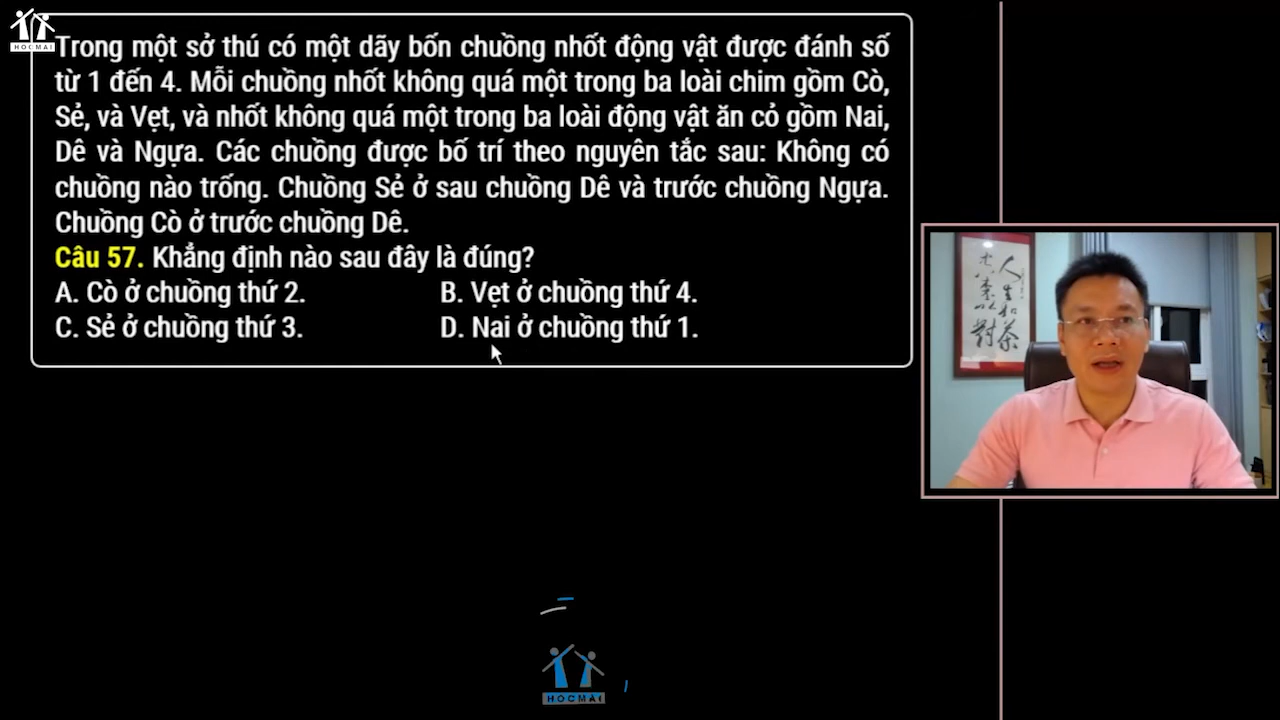 HOCMAI
Trong một sở thú có một dãy bốn chuồng nhốt động vật được đánh số
từ 1 đến 4. Mỗi chuồng nhốt không quá một trong ba loài chim gồm Cò,
Sẻ, và Vẹt, và nhốt không quá một trong ba loài động vật ăn cỏ gồm Nai,
Dê và Ngựa. Các chuồng được bố trí theo nguyên tắc sau: Không có
chuồng nào trống. Chuồng Sẻ ở sau chuồng Dê và trước chuồng Ngựa.
Chuồng Cò ở trước chuồng Dê.
Câu 57. Khẳng định nào sau đây là đúng?
A. Cò ở chuồng thứ 2. B. Vẹt ở chuồng thứ 4.
C. Sẻ ở chuồng thứ 3. D. Nai ở chuồng thứ 1.
HOCMAI